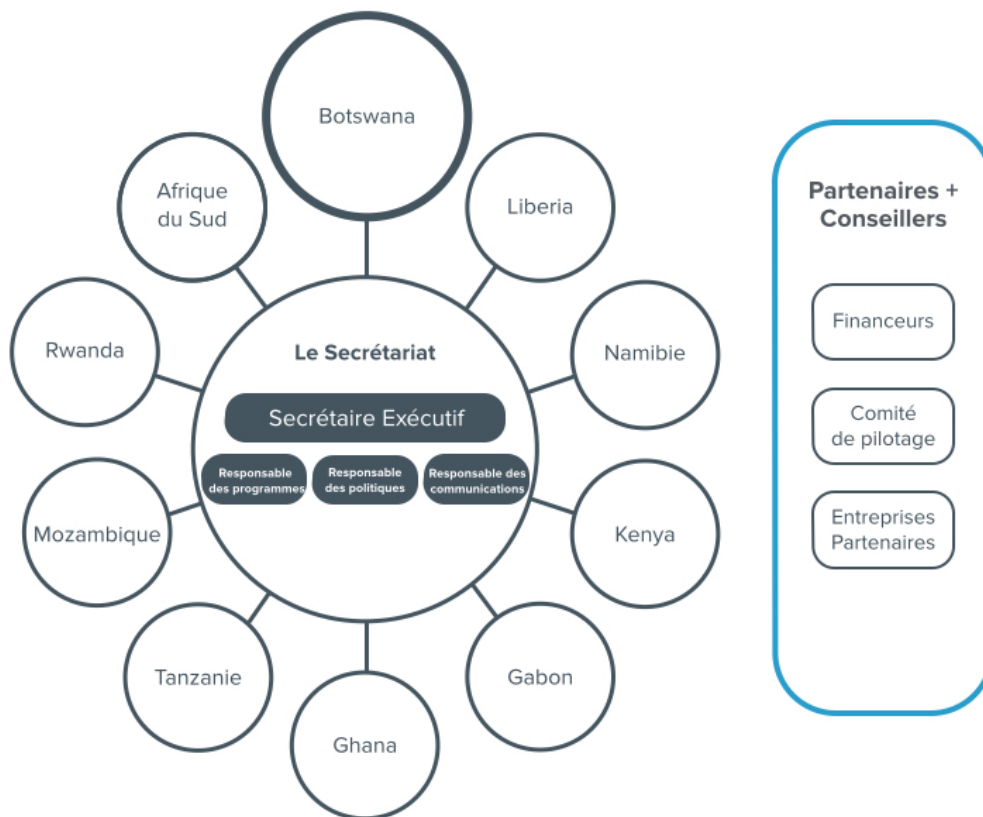 Botswana
Afrique
du Sud
Liberia
Rwanda
Namibie
Le Secrétariat
Secrétaire Exécutif
Responsable
des programmes
Responsable
des politiques
Responsable des
communications
Mozambique
Kenya
Tanzanie
Gabon
Ghana
Partenaires +
Conseillers
Financeurs
Comité
de pilotage
Entreprises
Partenaires